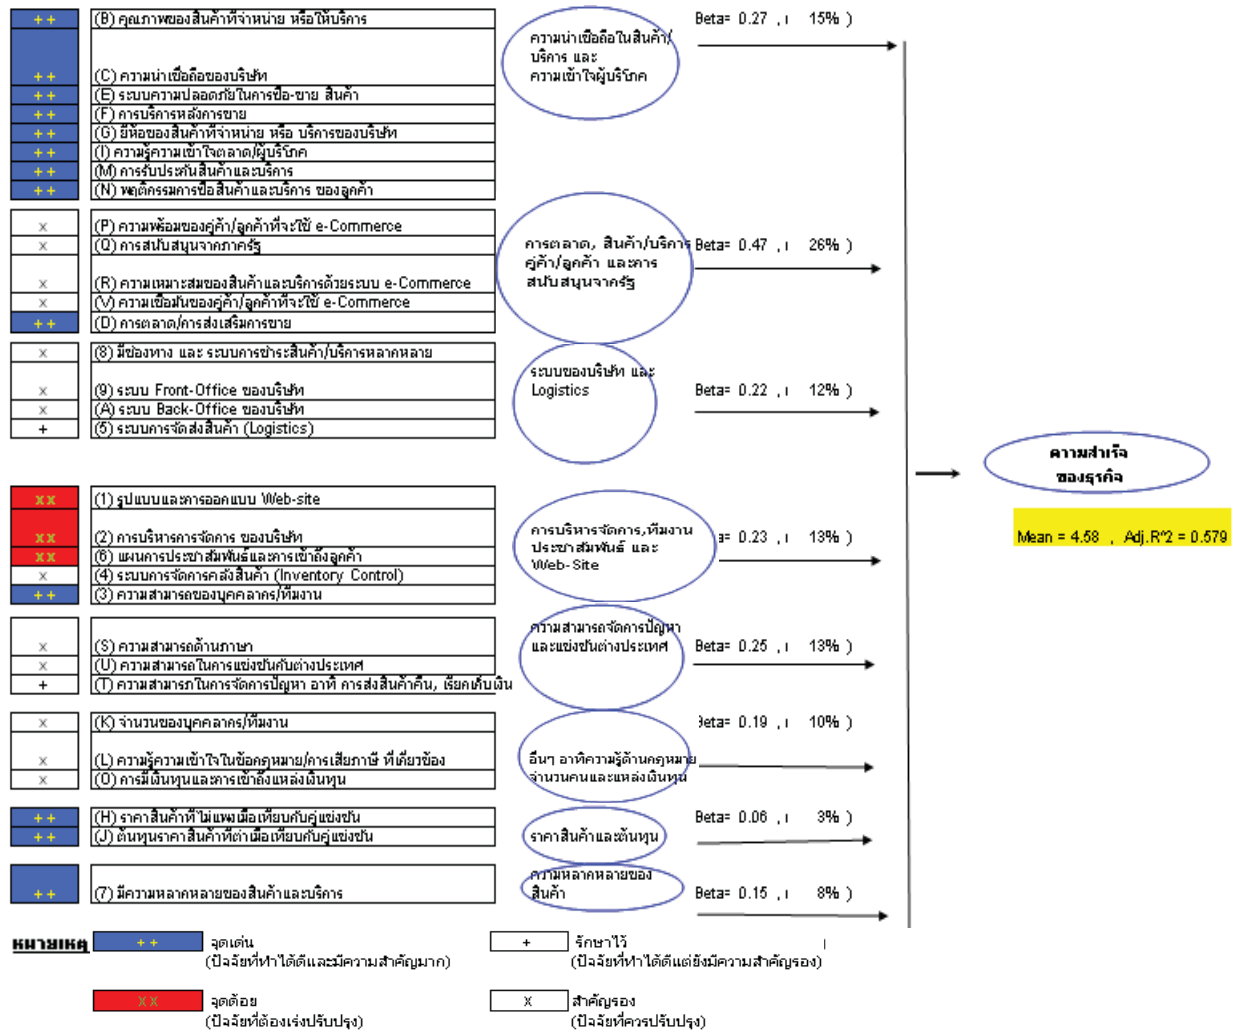 ++ (B) คุณภาพของสินค้าที่จำหน่าย หรือให้บริการ
++ (C) ความน่าเชื่อถือของบริษัท
++ (E) ระบบความปลอดภัยในการซื้อ-ขาย สินค้า
++ (F) การบริการหลังการขาย
++ (G) ยี่ห้อของสินค้าที่จำหน่าย หรือ บริการของบริษัท
++ (I) ความรู้ความเข้าใจตลาด/ผู้บริโภค
++ (M) การรับประกันสินค้าและบริการ
++ (N) พฤติกรรมการซื้อสินค้าและบริการ ของลูกค้า
ความน่าเชื่อถือในสินค้า/
บริการ และ
ความเข้าใจผู้บริโภค
Beta= 0.27 , ı 15% )
x (P) ความพร้อมของคู่ค้า/ลูกค้าที่จะใช้ e-Commerce
x (Q) การสนับสนุนจากภาครัฐ
x (R) ความเหมาะสมของสินค้าและบริการด้วยระบบ e-Commerce
x (V) ความเชื่อมั่นของคู่ค้า/ลูกค้าที่จะใช้ e-Commerce
++ (D) การตลาด/การส่งเสริมการขาย
การตลาด, สินค้า/บริการ
คู่ค้า/ลูกค้า และการ
สนับสนุนจากรัฐ
Beta= 0.47 , ı 26% )
x (8) มีช่องทาง และ ระบบการชำระสินค้า/บริการหลากหลาย
x (9) ระบบ Front-Office ของบริษัท
x (A) ระบบ Back-Office ของบริษัท
+ (5) ระบบการจัดส่งสินค้า (Logistics)
ระบบของบริษัท และ
Logistics
Beta= 0.22 , ı 12% )
xx (1) รูปแบบและการออกแบบ Web-site
xx (2) การบริหารการจัดการ ของบริษัท
xx (6) แผนการประชาสัมพันธ์และการเข้าถึงลูกค้า
x (4) ระบบการจัดการคลังสินค้า (Inventory Control)
++ (3) ความสามารถของบุคคลากร/ทีมงาน
การบริหารจัดการ,ทีมงาน
ประชาสัมพันธ์ และ
Web-Site
= 0.23 , ı 13% )
x (S) ความสามารถด้านภาษา
x (U) ความสามารถในการแข่งขันกับต่างประเทศ
+ (T) ความสามารภในการจัดการปัญหา อาทิ การส่งสินค้าคืน, เรียกเก็บเงิน
ความสามารถจัดการปัญหา
และแข่งขันต่างประเทศ
Beta= 0.25 , ı 13% )
x (K) จำนวนของบุคคลากร/ทีมงาน
x (L) ความรู้ความเข้าใจในข้อกฎหมาย/การเสียภาษี ที่เกี่ยวข้อง
x (O) การมีเงินทุนและการเข้าถึงแหล่งเงินทุน
อื่นๆ อาทิความรู้ด้านกฎหมาย
จำนวนคนและแหล่งเงินทุน
Beta= 0.19 , ı 10% )
++ (H) ราคาสินค้าที่ไม่แพงเมื่อเทียบกับคู่แข่งขัน
++ (J) ต้นทุนราคาสินค้าที่ต่ำเมื่อเทียบกับคู่แข่งขัน
ราคาสินค้าและต้นทุน
Beta= 0.06 , ı 3% )
++ (7) มีความหลากหลายของสินค้าและบริการ
ความหลากหลายของ
สินค้า
Beta= 0.15 , ı 8% )
ความสำเร็จ
ของธุรกิจ
Mean = 4.58 , Adj.R^2 = 0.579
หมายเหตุ ++ จุดเด่น
(ปัจจัยที่ทำได้ดีและมีความสำคัญมาก)
+ รักษาไว้
(ปัจจัยที่ทำได้ดีแต่ยังมีความสำคัญรอง)
xx จุดด้อย
(ปัจจัยที่ต้องเร่งปรับปรุง)
x สำคัญรอง
(ปัจจัยที่ควรปรับปรุง)